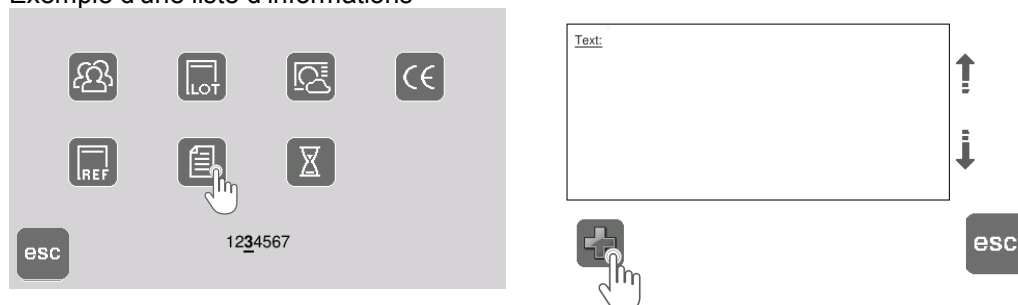 Exemple d'une liste d'informations
LOT
CE
REF
1234567
esc
Text:
esc